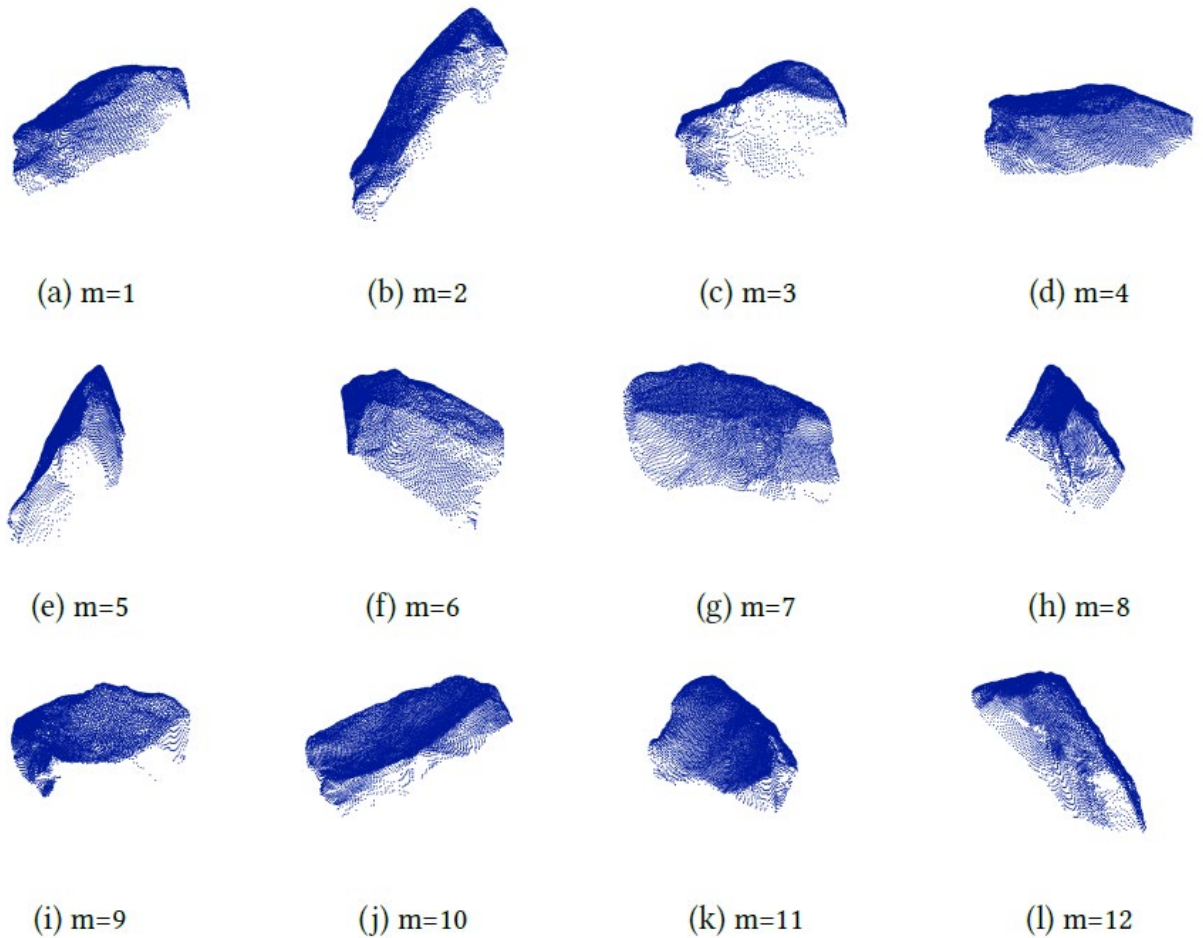 (a) m=1
(b) m=2
(c) m=3
(d) m=4
(e) m=5
(f) m=6
(g) m=7
(h) m=8
(i) m=9
(j) m=10
(k) m=11
(l) m=12